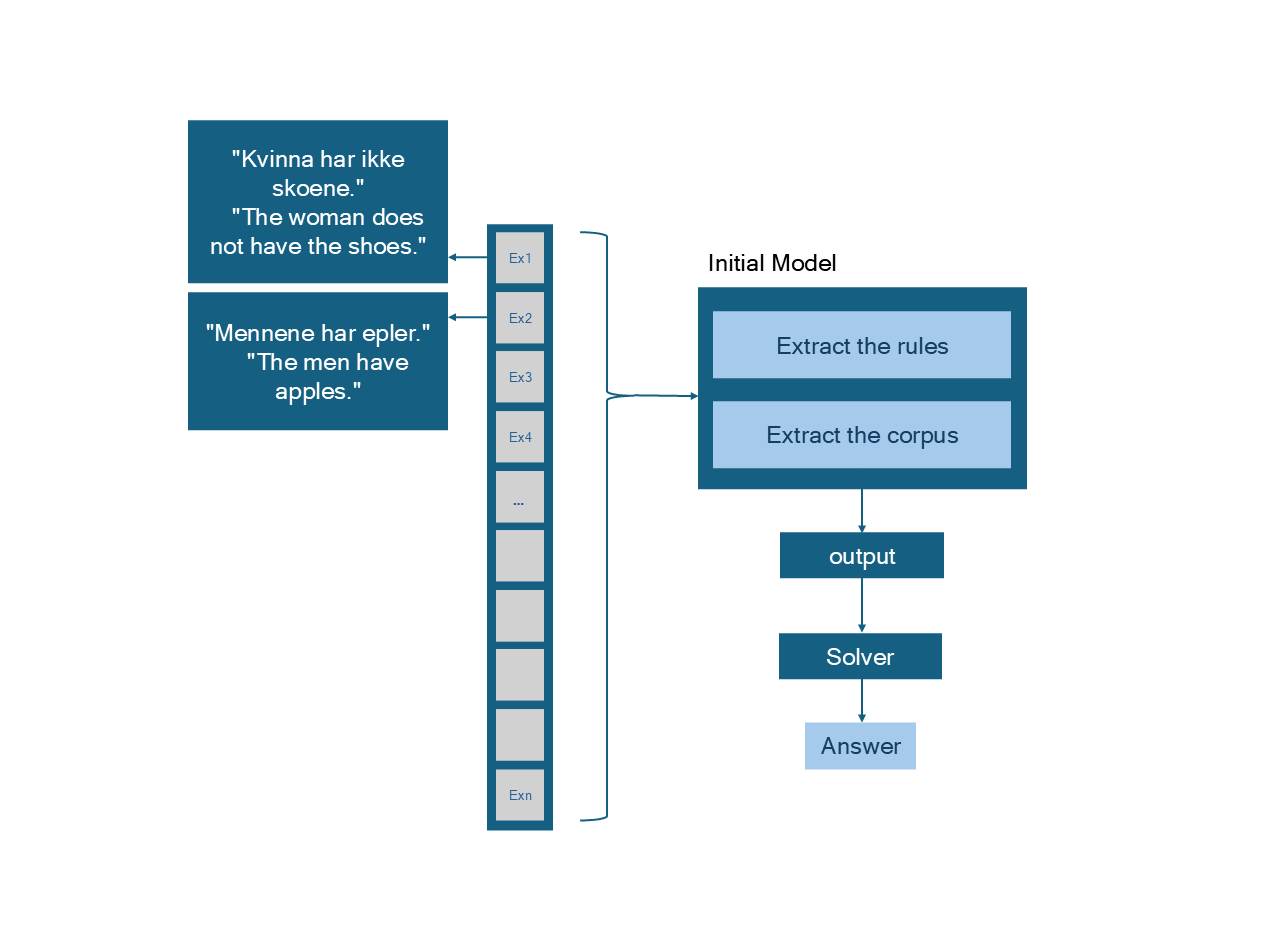 "Kvinna har ikke
skoene."
"The woman does
not have the shoes."
"Mennene har epler."
"The men have
apples."
Ex1
Ex2
Ex3
Ex4
...
Exn
Initial Model
Extract the rules
Extract the corpus
output
Solver
Answer